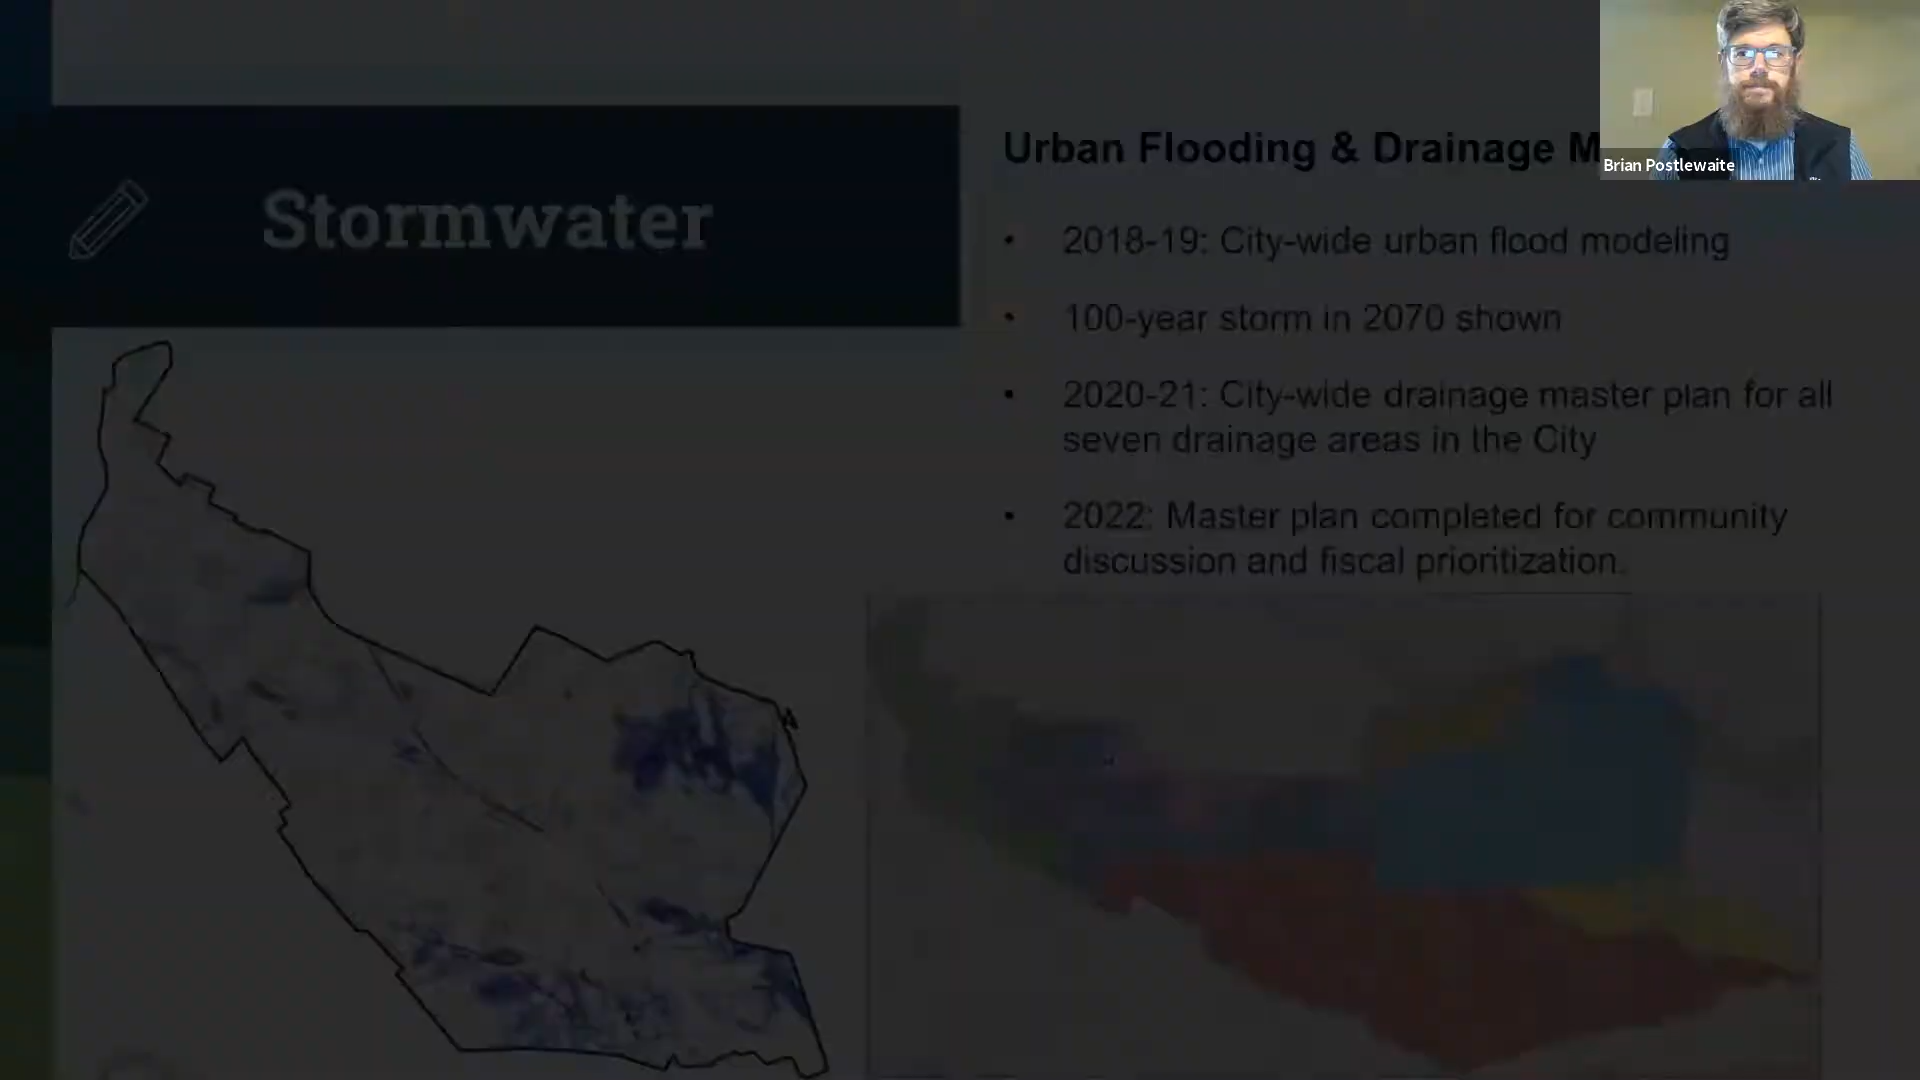 Stormwater
Urban Flooding & Drainage M
Brian Postlewaite
• 2018-19: City-wide urban flood modeling
• 100-year storm in 2070 shown
• 2020-21: City-wide drainage master plan for all
seven drainage areas in the City
• 2022: Master plan completed for community
discussion and fiscal prioritization.